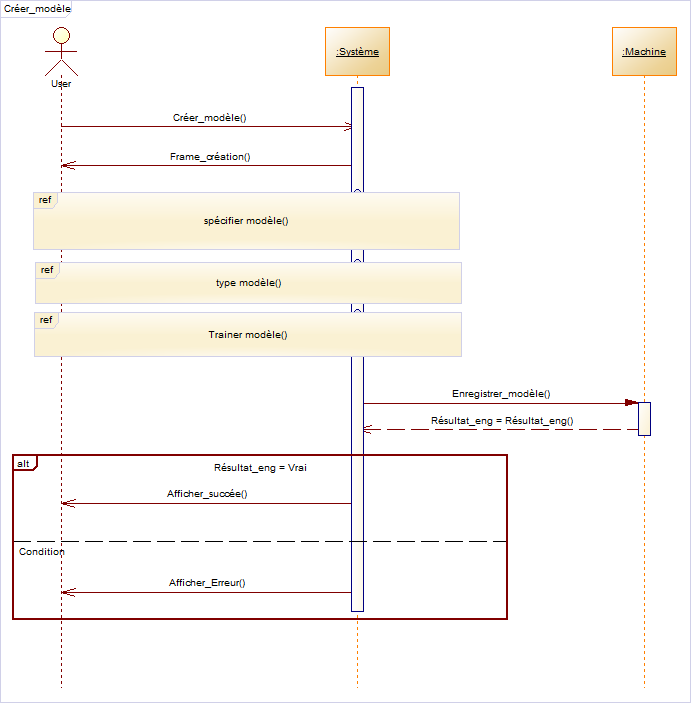 Créer_modèle
:Système
:Machine
User
Créer_modèle()
Frame_création()
ref
spécifier modèle()
ref
type modèle()
ref
Trainer modèle()
Enregistrer_modèle()
Résultat_eng = Résultat_eng()
alt
Résultat_eng = Vrai
Afficher_succée()
Condition
Afficher_Erreur()